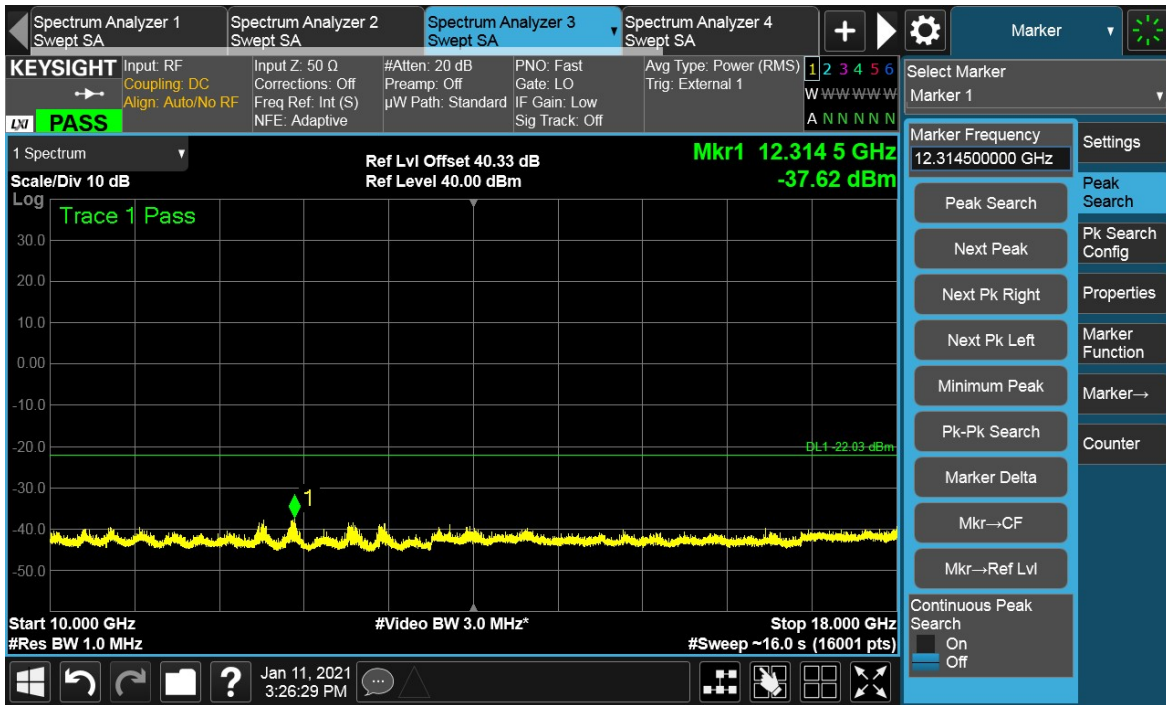 Spectrum Analyzer 1
Swept SA
Spectrum Analyzer 2
Swept SA
Spectrum Analyzer 3
Swept SA
Spectrum Analyzer 4
Swept SA
Marker
KEYSIGHT
LXI PASS
Input: RF
Coupling: DC
Align: Auto/No RF
Input Z: 50 Ω
Corrections: Off
Freq Ref: Int (S)
NFE: Adaptive
#Atten: 20 dB
Preamp: Off
µW Path: Standard
PNO: Fast
Gate: LO
IF Gain: Low
Sig Track: Off
Avg Type: Power (RMS)
Trig: External 1
1 2 3 4 5 6
W W W W W W
A N N N N N
Select Marker
Marker 1
1 Spectrum
Scale/Div 10 dB
Ref Lvl Offset 40.33 dB
Ref Level 40.00 dBm
Mkr1 12.314 5 GHz
-37.62 dBm
Log
Trace 1 Pass
30.0
20.0
10.0
0.00
-10.0
-20.0
DL1 -22.03 dBm
-30.0
1
-40.0
-50.0
Start 10.000 GHz
#Res BW 1.0 MHz
#Video BW 3.0 MHz*
Stop 18.000 GHz
#Sweep ~16.0 s (16001 pts)
Marker Frequency
12.314500000 GHz
Peak Search
Next Peak
Next Pk Right
Next Pk Left
Minimum Peak
Pk-Pk Search
Marker Delta
Mkr→CF
Mkr→Ref Lvl
Continuous Peak
Search
On
Off
Settings
Peak
Search
Pk Search
Config
Properties
Marker
Function
Marker→
Counter
?
Jan 11, 2021
3:26:29 PM